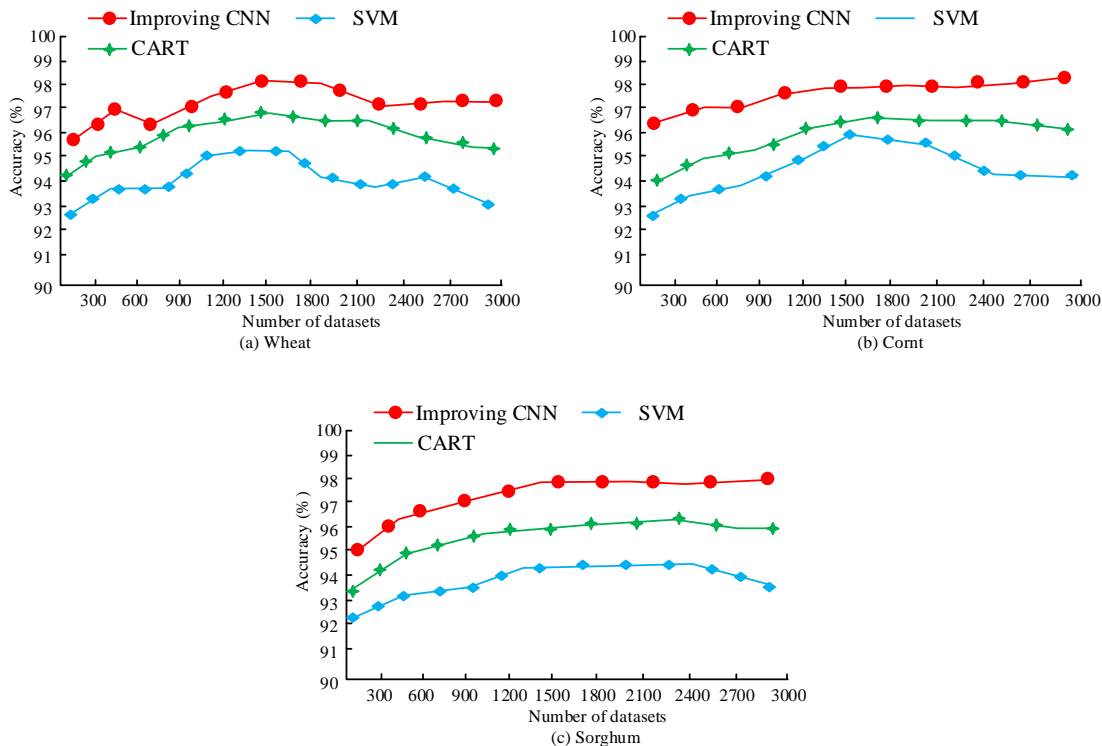 Improving CNN SVM
CART
100
99
98
97
96
95
94
93
92
91
90
Accuracy (%)
300 600 900 1200 1500 1800 2100 2400 2700 3000
Number of datasets
(a) Wheat
Improving CNN SVM
CART
100
99
98
97
96
95
94
93
92
91
90
Accuracy (%)
300 600 900 1200 1500 1800 2100 2400 2700 3000
Number of datasets
(b) Cornt
Improving CNN SVM
CART
100
99
98
97
96
95
94
93
92
91
90
Accuracy (%)
300 600 900 1200 1500 1800 2100 2400 2700 3000
Number of datasets
(c) Sorghum